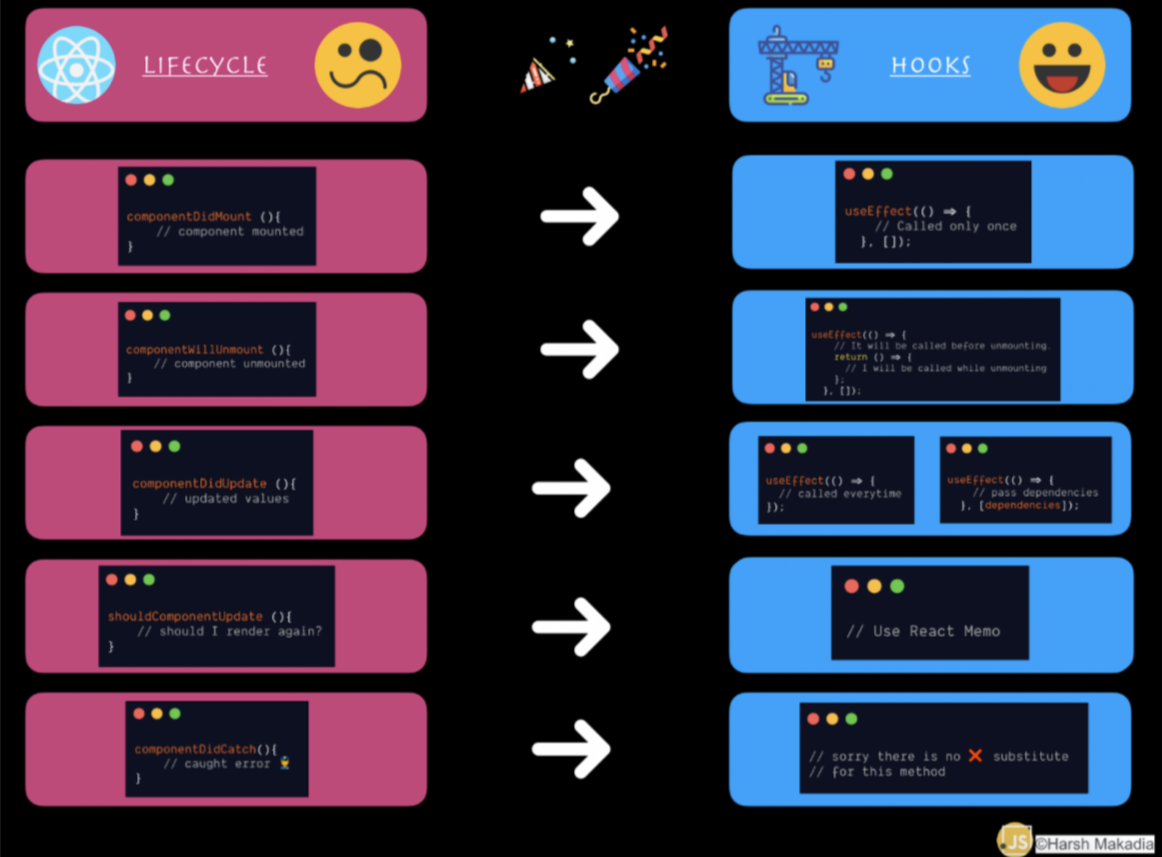 LIFECYCLE
HOOKS
componentDidMount (){
// component mounted
}
useEffect(() => {
// Called only once
}, []);
componentWillUnmount (){
// component unmounted
}
useEffect(() => {
// It will be called before unmounting.
return () => {
// I will be called while unmounting
};
}, []);
componentDidUpdate (){
// updated values
}
useEffect(() => {
// called everytime
});
useEffect(() => {
// pass dependencies
}, [dependencies]);
shouldComponentUpdate (){
// should I render again?
}
// Use React Memo
componentDidCatch(){
// caught error 👮
}
// sorry there is no ❌ substitute
// for this method
JS
©Harsh Makadia